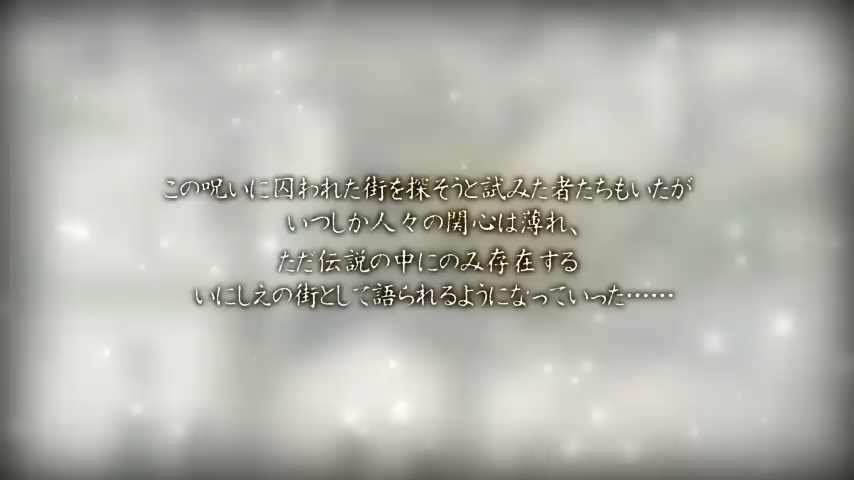 この呪いに囚われた街を探そうと試みた者たちもいたが
いつしか人々の関心は薄れ、
ただ伝説の中にのみ存在する
いにしえの街として語られるようになっていった……